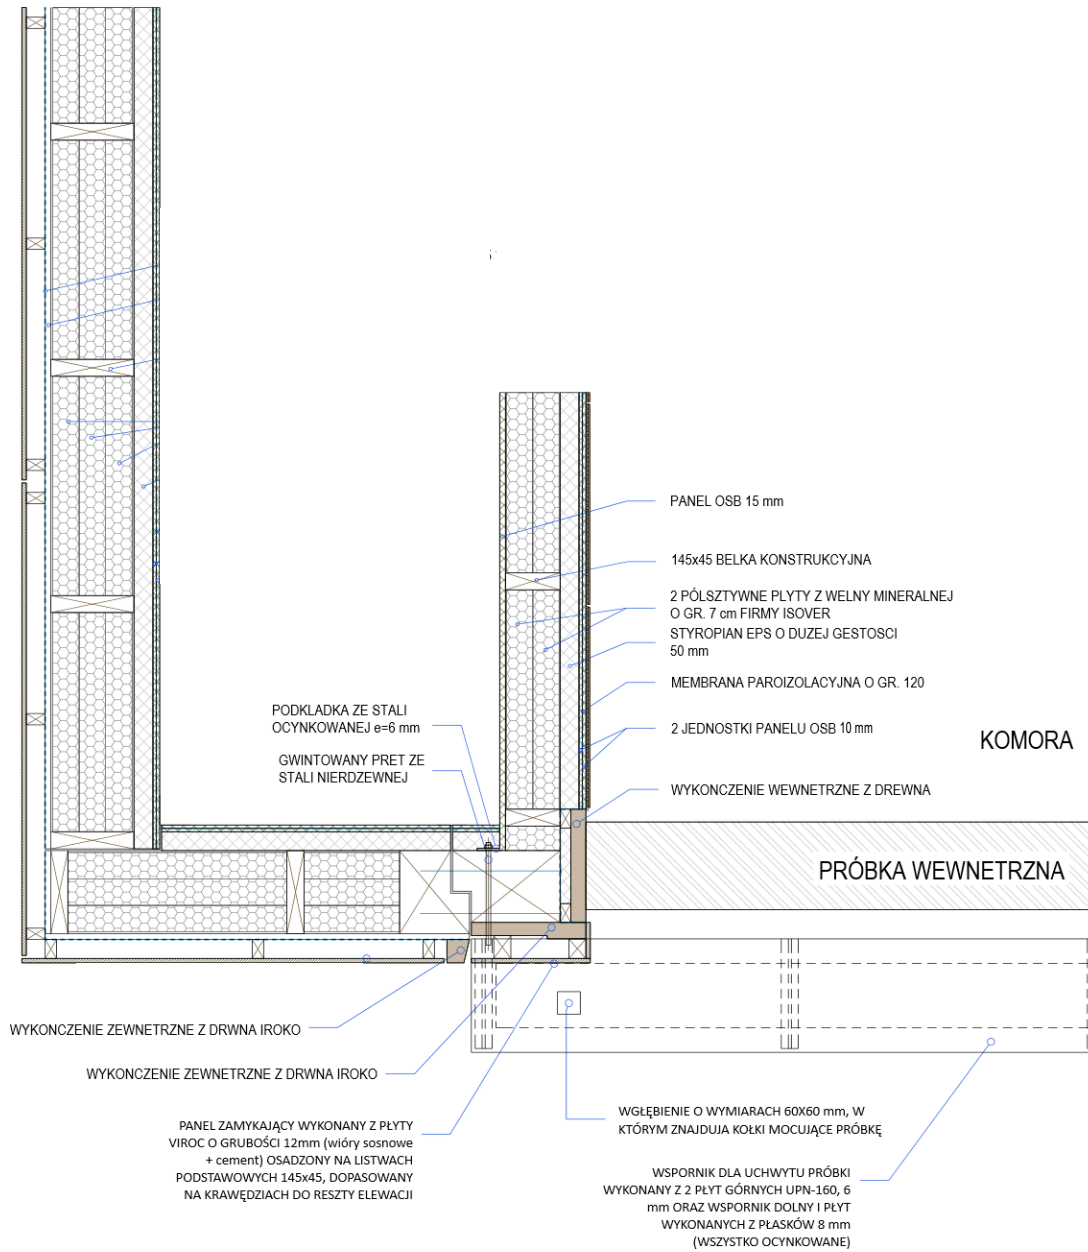 PANEL OSB 15 mm
145x45 BELKA KONSTRUKCYJNA
2 PÓLSZTYWNE PLYTY Z WELNY MINERALNEJ
O GR. 7 cm FIRMY ISOVER
STYROPIAN EPS O DUZEJ GESTOSCI
50 mm
MEMBRANA PAROIZOLACYJNA O GR. 120
2 JEDNOSTKI PANELU OSB 10 mm
WYKONCZENIE WEWNETRZNE Z DREWNA
PODKLADKA ZE STALI
OCYNKOWANEJ e=6 mm
GWINTOWANY PRET ZE
STALI NIERDZEWNEJ
KOMORA
PRÓBKA WEWNETRZNA
WYKONCZENIE ZEWNETRZNE Z DRWNA IROKO
WYKONCZENIE ZEWNETRZNE Z DRWNA IROKO
PANEL ZAMYKAJĄCY WYKONANY Z PŁYTY
VIROC O GRUBOŚCI 12mm (wióry sosnowe
+ cement) OSADZONY NA LISTWACH
PODSTAWOWYCH 145x45, DOPASOWANY
NA KRAWĘDZIACH DO RESZTY ELEWACJI
WGŁĘBIENIE O WYMIARACH 60X60 mm, W
KTÓRYM ZNAJDUJA KOŁKI MOCUJĄCE PRÓBKĘ
WSPORNIK DLA UCHWYTU PRÓBKI
WYKONANY Z 2 PŁYT GÓRNYCH UPN-160, 6
mm ORAZ WSPORNIK DOLNY I PŁYT
WYKONANYCH Z PŁASKÓW 8 mm
(WSZYSTKO OCYNKOWANE)